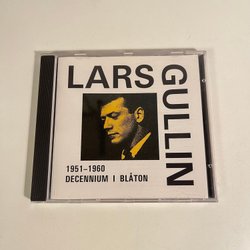 LARS
GULLIN
1951–1960
DECENNIUM I BLÅTON